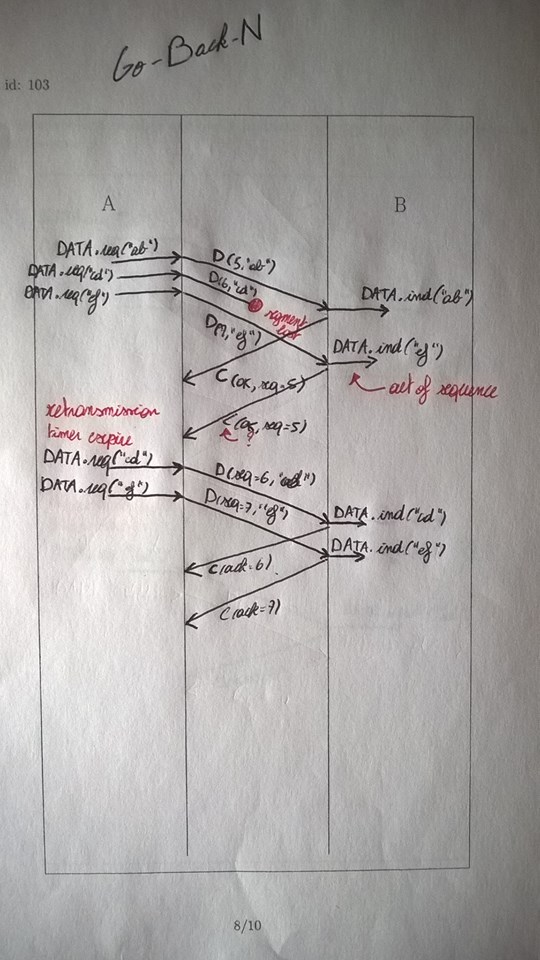 Go-Back-N
id: 103
A
B
DATA.req("ab")
D(5,"ab")
DATA.req("cd")
D(6,"cd")
DATA.req("ef")
DATA.ind("ab")
segment
lost
D(7,"ef")
DATA.ind("ef")
C(OK, seq=5)
out of sequence
retransmission
C(OK, seq=5)
timer expire
?
DATA.req("cd")
D(seq=6, "cd")
DATA.req("ef")
D(seq=7, "ef")
DATA.ind("cd")
DATA.ind("ef")
C(ack=6)
C(ack=7)
8/10